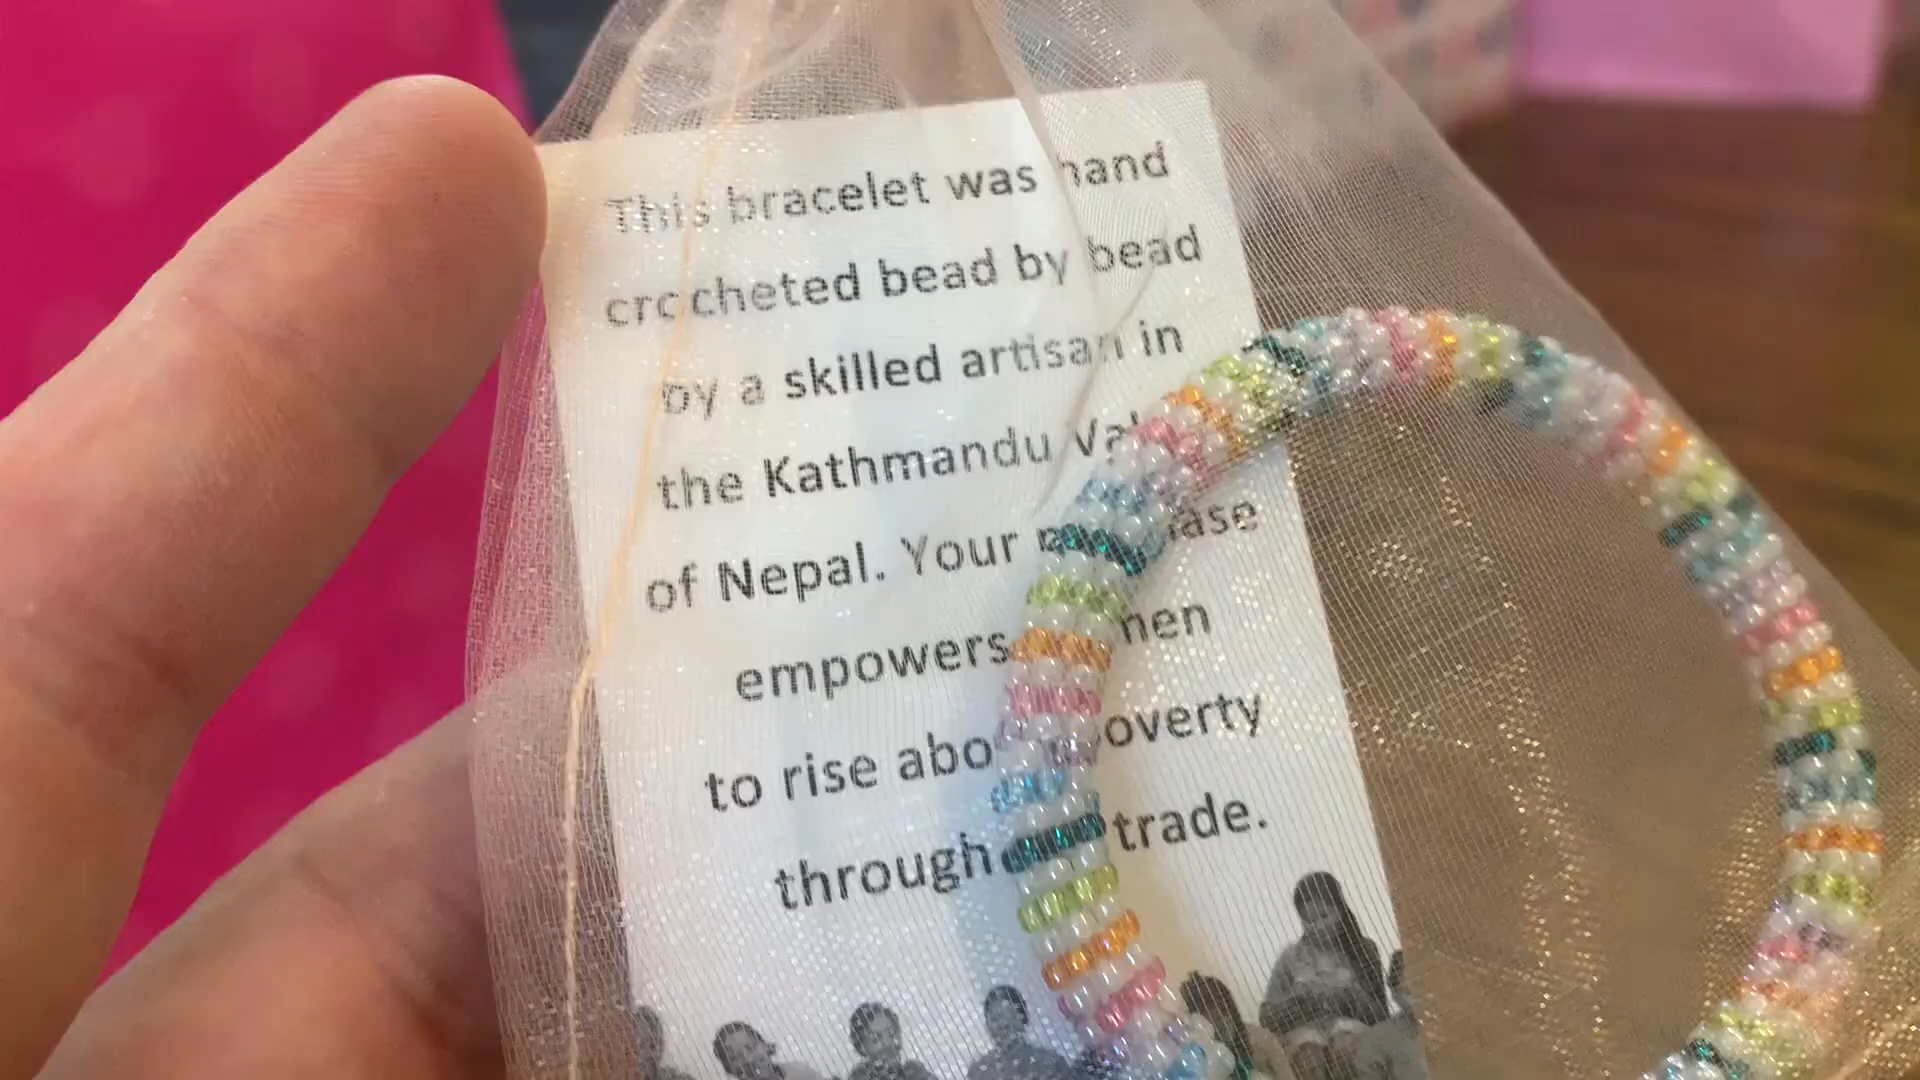 This bracelet was hand
crocheted bead by bead
by a skilled artisan in
the Kathmandu
of Nepal. Your
empowers
to rise poverty
through trade.